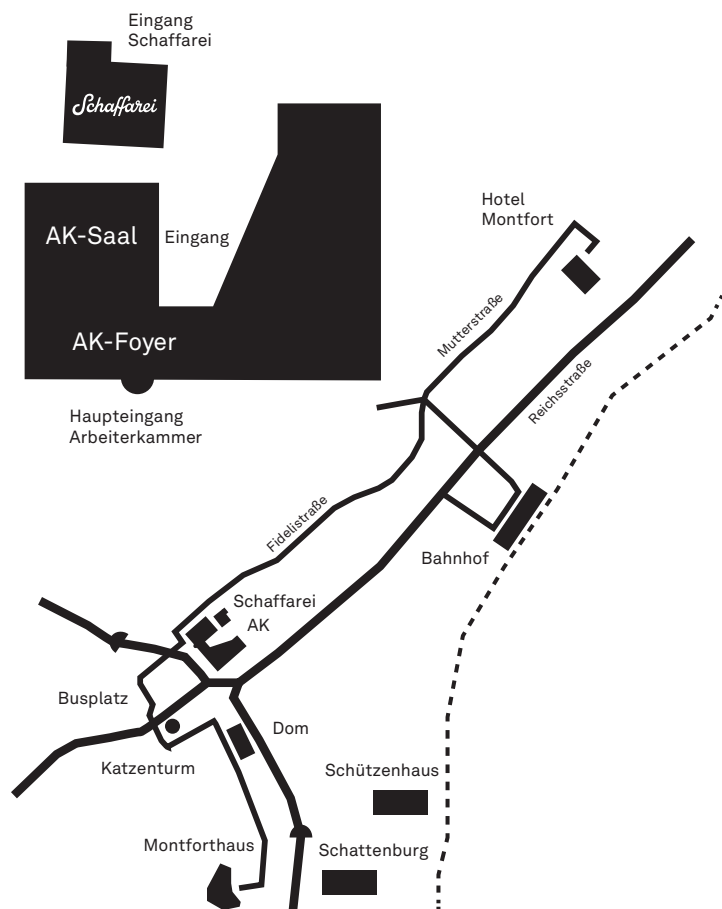 Eingang
Schaffarei
Schaffarei
AK-Saal
Eingang
AK-Foyer
Haupteingang
Arbeiterkammer
Hotel
Montfort
Mutterstraße
Reichsstraße
Fidelistraße
Bahnhof
Schaffarei
AK
Busplatz
Dom
Katzenturm
Schützenhaus
Montforthaus
Schattenburg